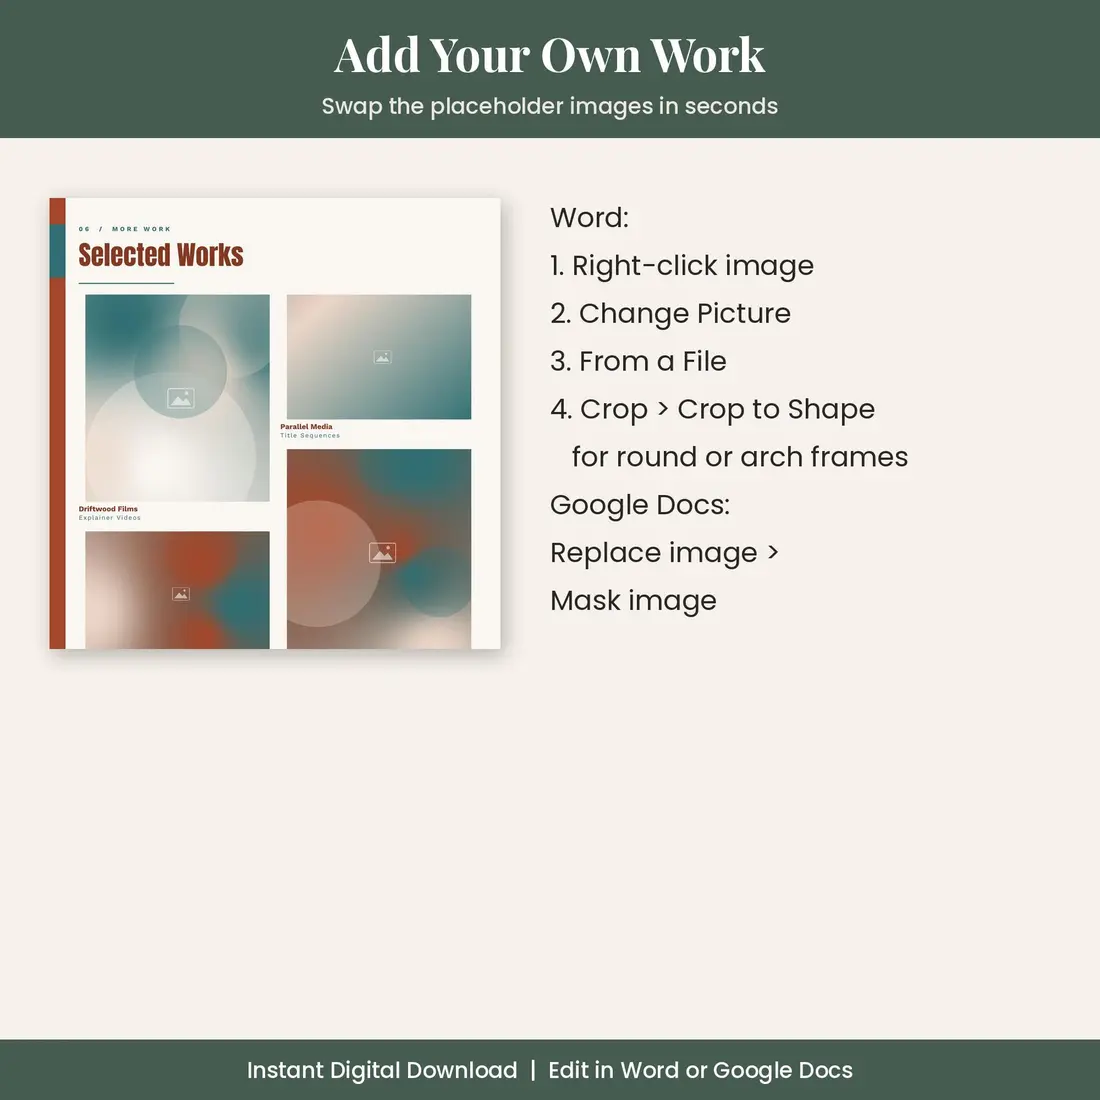 Add Your Own Work
Swap the placeholder images in seconds
06 / MORE WORK
Selected Works
Driftwood Films
Explainer Videos
Parallel Media
Title Sequences
Word:
1. Right-click image
2. Change Picture
3. From a File
4. Crop > Crop to Shape
for round or arch frames
Google Docs:
Replace image >
Mask image
Instant Digital Download | Edit in Word or Google Docs